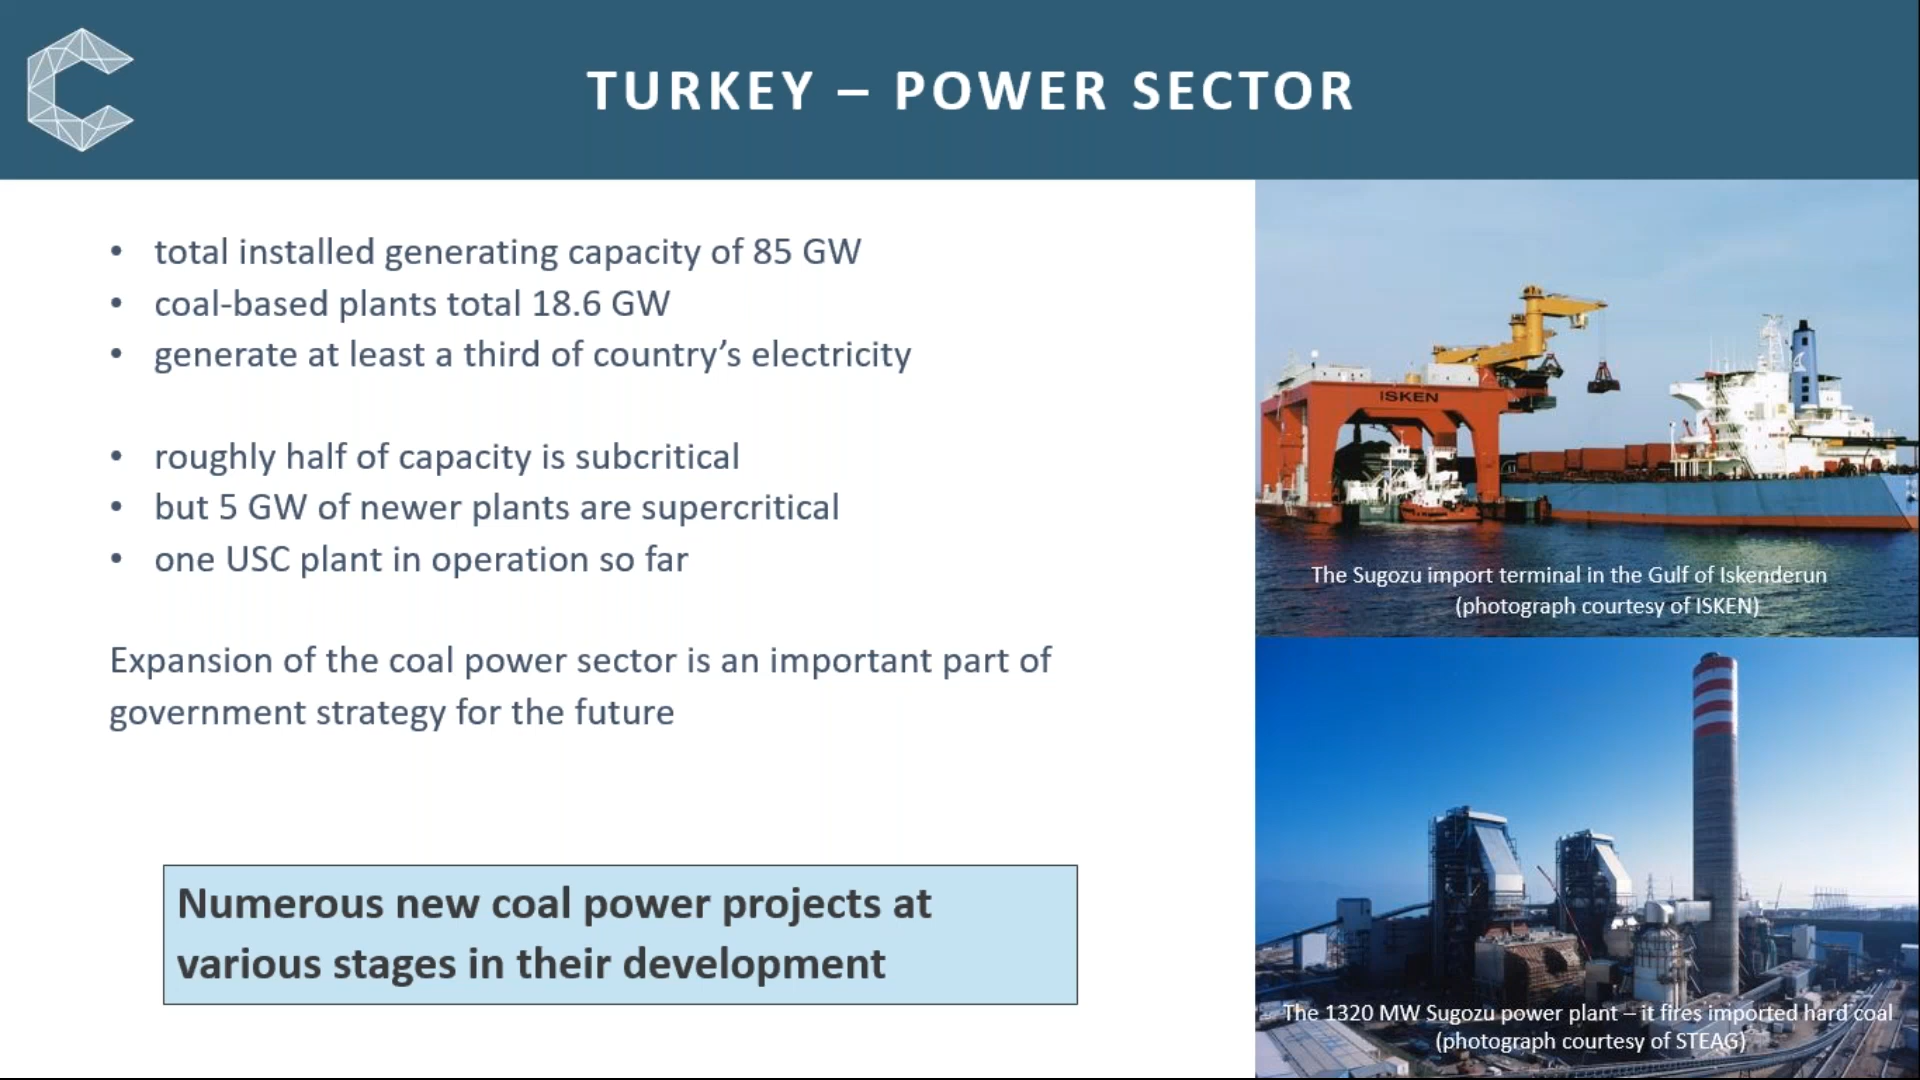 TURKEY – POWER SECTOR
• total installed generating capacity of 85 GW
• coal-based plants total 18.6 GW
• generate at least a third of country’s electricity
• roughly half of capacity is subcritical
• but 5 GW of newer plants are supercritical
• one USC plant in operation so far
Expansion of the coal power sector is an important part of
government strategy for the future
Numerous new coal power projects at
various stages in their development
ISKEN
The Sugozu import terminal in the Gulf of Iskenderun
(photograph courtesy of ISKEN)
The 1320 MW Sugozu power plant – it fires imported hard coal
(photograph courtesy of STEAG)